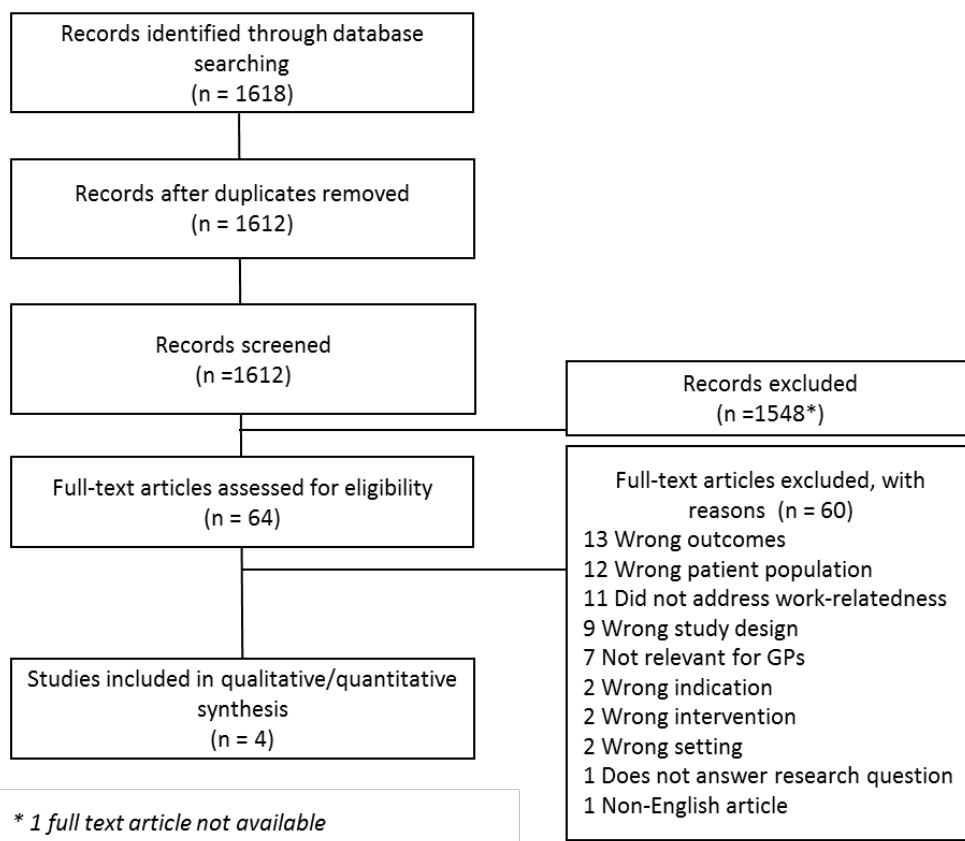 Records identified through database
searching
(n = 1618)
Records after duplicates removed
(n = 1612)
Records screened
(n =1612)
Records excluded
(n =1548*)
Full-text articles assessed for eligibility
(n = 64)
Full-text articles excluded, with
reasons (n = 60)
13 Wrong outcomes
12 Wrong patient population
11 Did not address work-relatedness
9 Wrong study design
7 Not relevant for GPs
2 Wrong indication
2 Wrong intervention
2 Wrong setting
1 Does not answer research question
1 Non-English article
Studies included in qualitative/quantitative
synthesis
(n = 4)
* 1 full text article not available